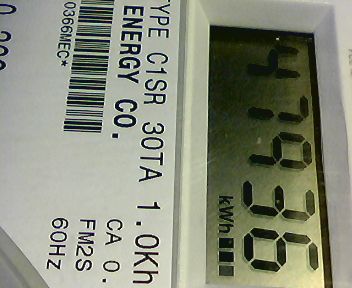 47936
kWh
TYPE C1SR 30TA 1.0Kh
ENERGY CO.
CA 0.
FM2S
60HZ
0366MEC*